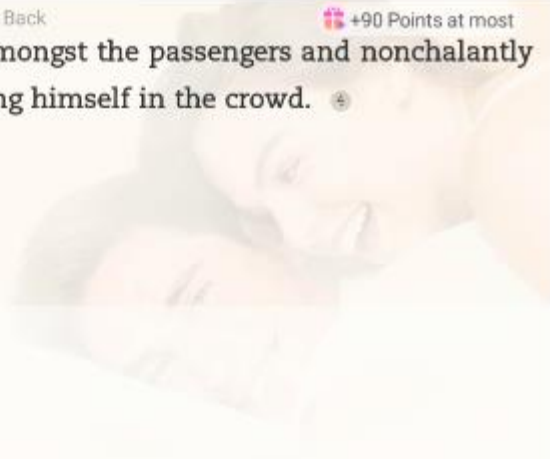 Back
+90 Points at most
mongst the passengers and nonchalantly
ng himself in the crowd.